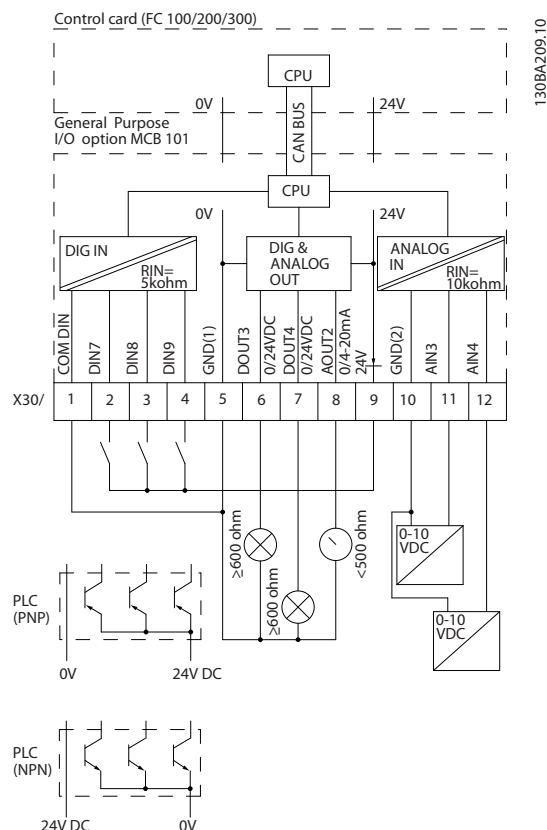 Control card (FC 100/200/300)
130BA209.10
CPU
0V
24V
CAN BUS
General Purpose
I/O option MCB 101
CPU
0V
24V
DIG IN
RIN=
5kohm
DIG &
ANALOG
OUT
ANALOG
IN
RIN=
10kohm
COM DIN
DIN7
DIN8
DIN9
GND(1)
DOUT3
0/24VDC
DOUT4
0/24VDC
AOUT2
0/4-20mA
24V
GND(2)
AIN3
AIN4
X30/ 1 2 3 4 5 6 7 8 9 10 11 12
≥600 ohm
≥600 ohm
<500 ohm
0-10
VDC
0-10
VDC
PLC
(PNP)
0V
24V DC
PLC
(NPN)
24V DC
0V